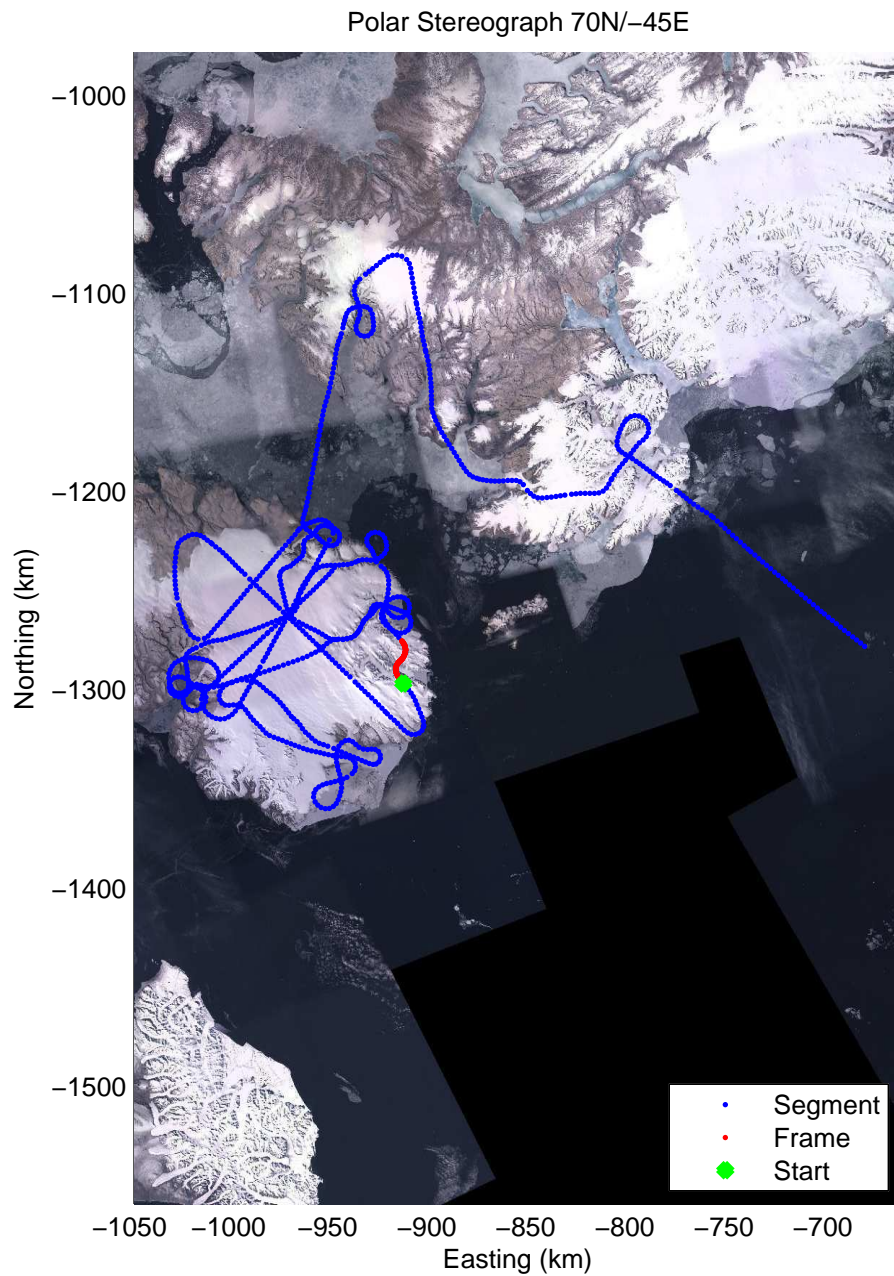 Polar Stereograph 70N/−45E
−1000
−1100
−1200
−1300
−1400
−1500
Northing (km)
Segment
Frame
Start
−1050 −1000 −950 −900 −850 −800 −750 −700
Easting (km)